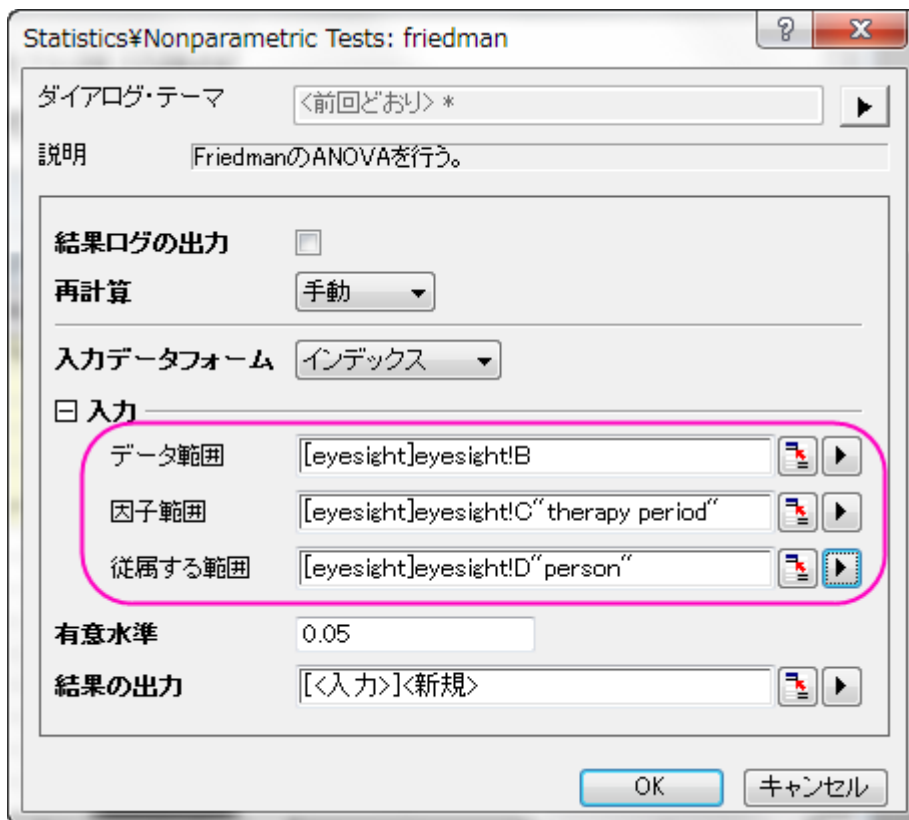 Statistics¥Nonparametric Tests: friedman
ダイアログ・テーマ <前回どおり> *
説明 FriedmanのANOVAを行う。
結果ログの出力
再計算 手動
入力データフォーム インデックス
入力
データ範囲 [eyesight]eyesight!B
因子範囲 [eyesight]eyesight!C"therapy period"
従属する範囲 [eyesight]eyesight!D"person"
有意水準 0.05
結果の出力 [<入力>]<新規>
OK キャンセル